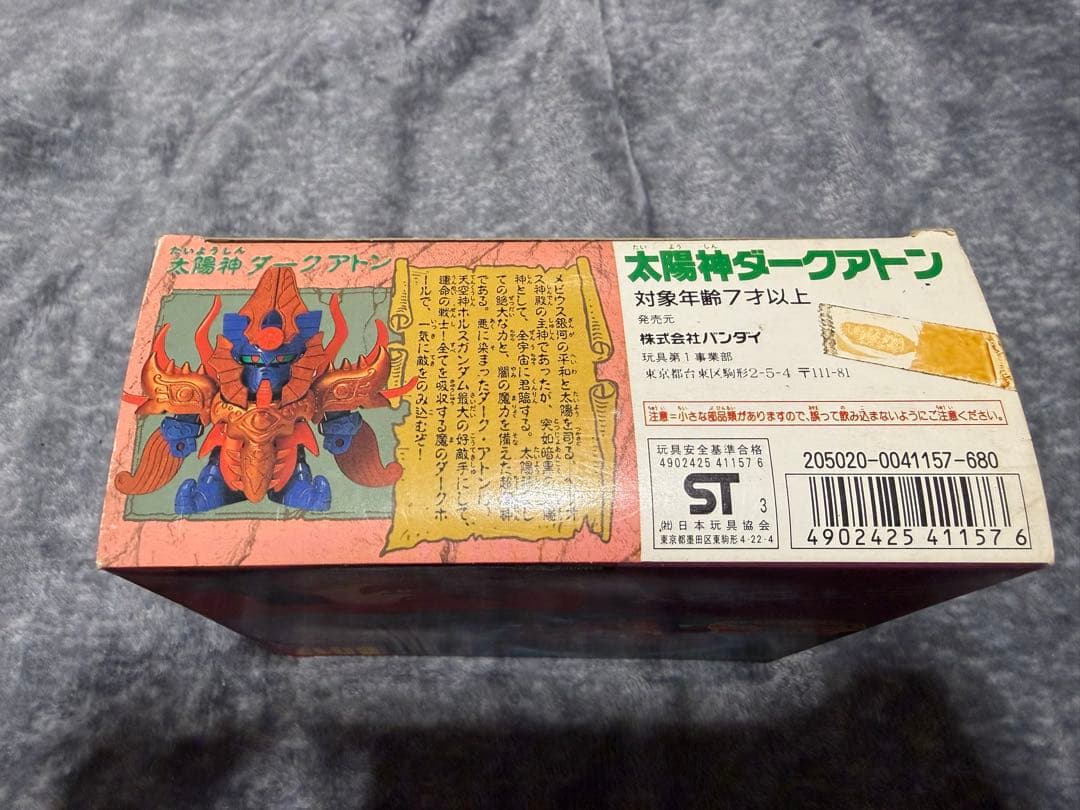 たいようしん
太陽神ダークアトン
メビウス銀河の平和と太陽を司る
ス神殿の主神であったが、突如暗黒の
神として、全宇宙に君臨する。太陽
ての絶大な力と、闇の魔力を備えた超
である。悪に染まったダーク・アトンは、
天空神ホルスガンダム最大の好敵手にして、
運命の戦士!全てを吸収する魔のダークホ
ールで、一気に敵をのみ込むぞ!
たいようしん
太陽神ダークアトン
対象年齢7才以上
発売元
株式会社バンダイ
玩具第1事業部
東京都台東区駒形2-5-4 〒111-81
注意=小さな部品類がありますので、誤って飲み込まないようにご注意ください。
玩具安全基準合格
4902425 41157 6
ST 3
(社)日本玩具協会
東京都墨田区東駒形4-22-4
205020-0041157-680
4902425 41157 6